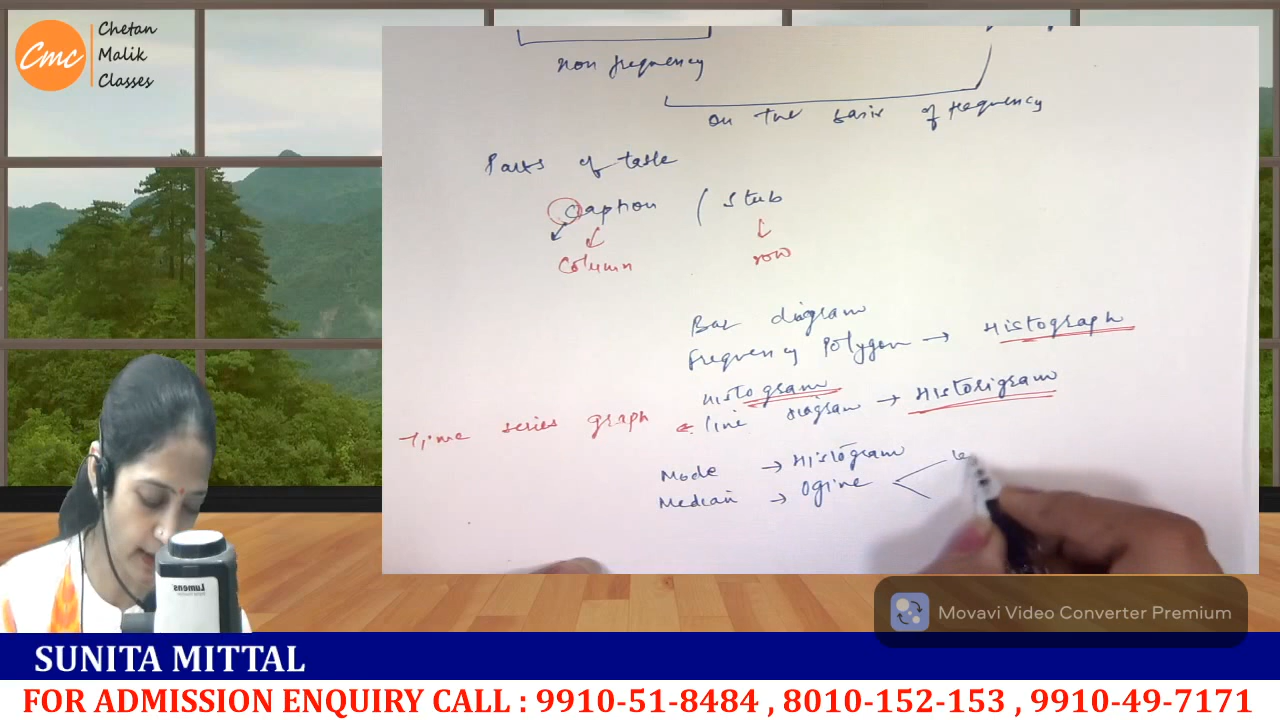 Chetan
Malik
Classes
Cmc
non frequency
on the basis of frequency
Parts of table
Caption / Stub
Column row
Bar diagram
Frequency Polygon → Histograph
Histogram
Time series graph ← line diagram → Historigram
Mode → Histogram
Median → Ogive
Lumens
Movavi Video Converter Premium
SUNITA MITTAL
FOR ADMISSION ENQUIRY CALL : 9910-51-8484 , 8010-152-153 , 9910-49-7171